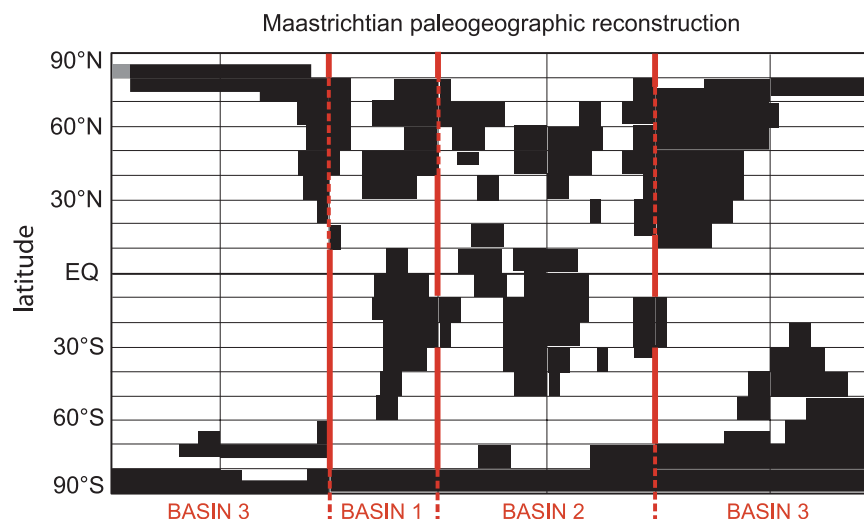 Maastrichtian paleogeographic reconstruction
90°N
60°N
30°N
EQ
30°S
60°S
90°S
latitude
BASIN 3 BASIN 1 BASIN 2 BASIN 3